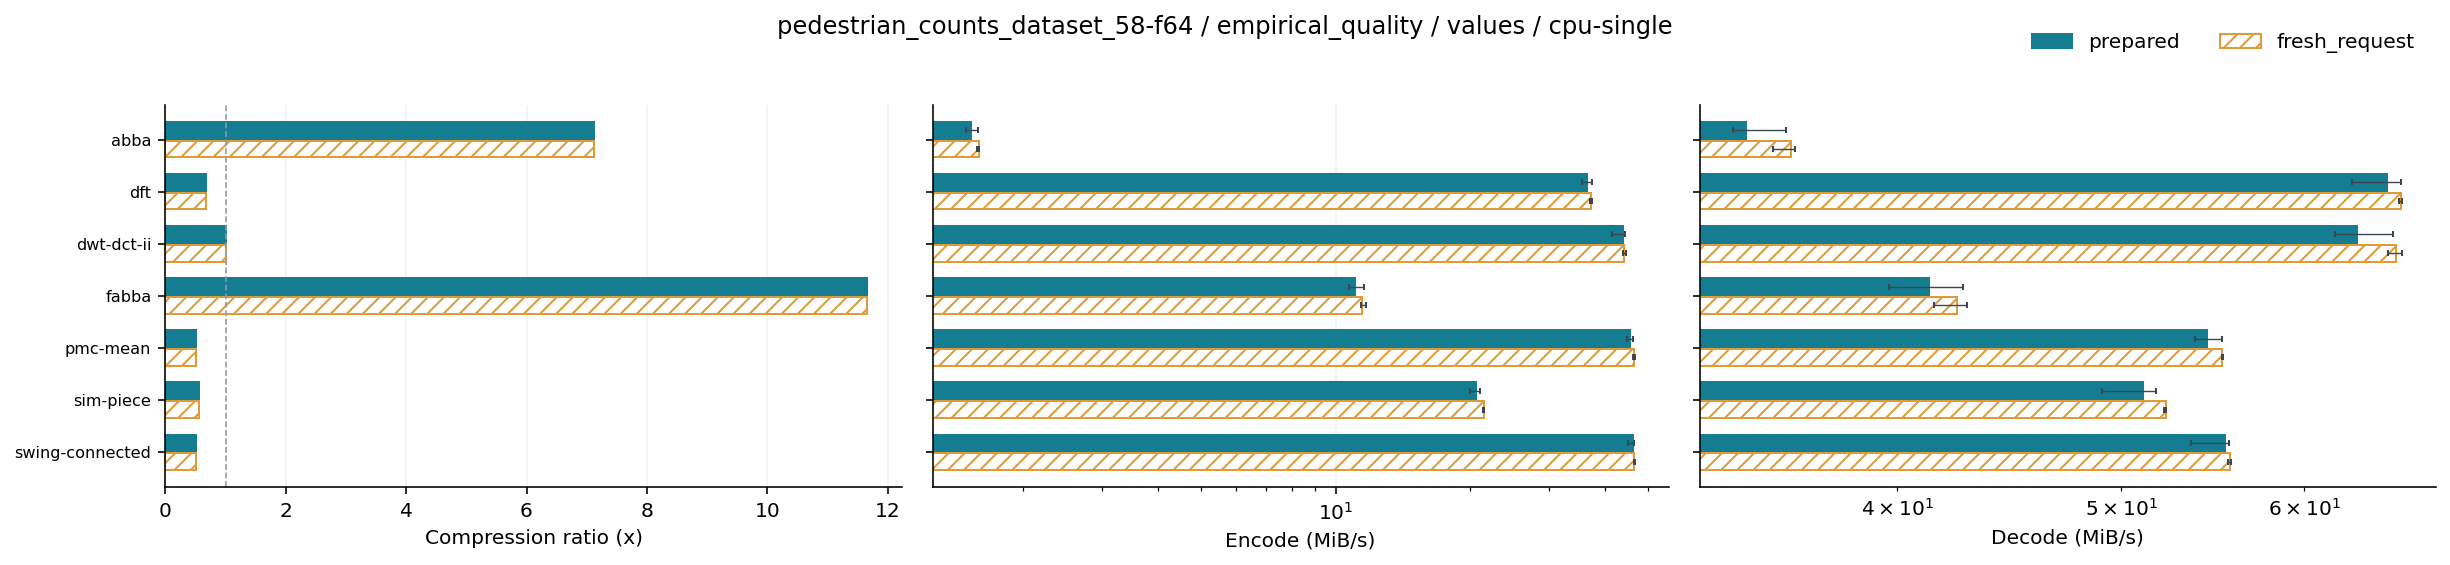 pedestrian_counts_dataset_58-f64 / empirical_quality / values / cpu-single
prepared
fresh_request
abba
dft
dwt-dct-ii
fabba
pmc-mean
sim-piece
swing-connected
0 2 4 6 8 10 12
Compression ratio (x)
10¹
Encode (MiB/s)
4 × 10¹ 5 × 10¹ 6 × 10¹
Decode (MiB/s)